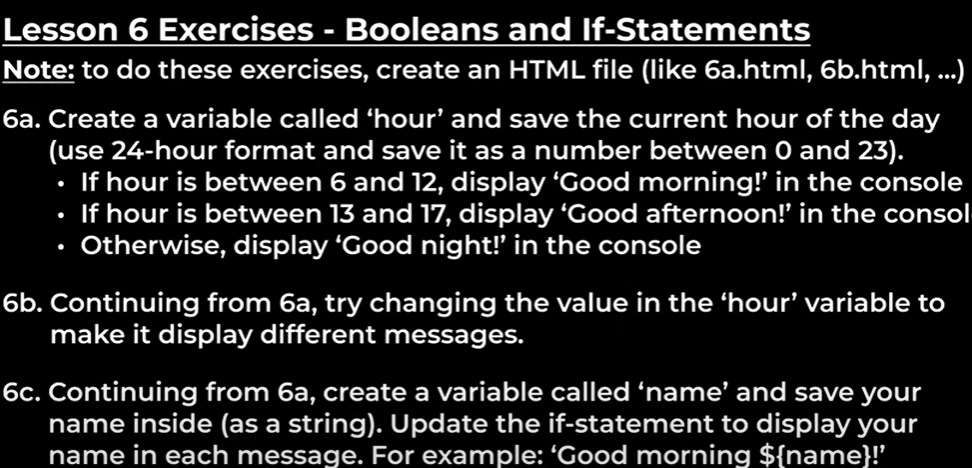 Lesson 6 Exercises - Booleans and If-Statements
Note: to do these exercises, create an HTML file (like 6a.html, 6b.html, ...)
6a. Create a variable called ‘hour’ and save the current hour of the day
(use 24-hour format and save it as a number between 0 and 23).
• If hour is between 6 and 12, display ‘Good morning!’ in the console
• If hour is between 13 and 17, display ‘Good afternoon!’ in the consol
• Otherwise, display ‘Good night!’ in the console
6b. Continuing from 6a, try changing the value in the ‘hour’ variable to
make it display different messages.
6c. Continuing from 6a, create a variable called ‘name’ and save your
name inside (as a string). Update the if-statement to display your
name in each message. For example: ‘Good morning ${name}!’